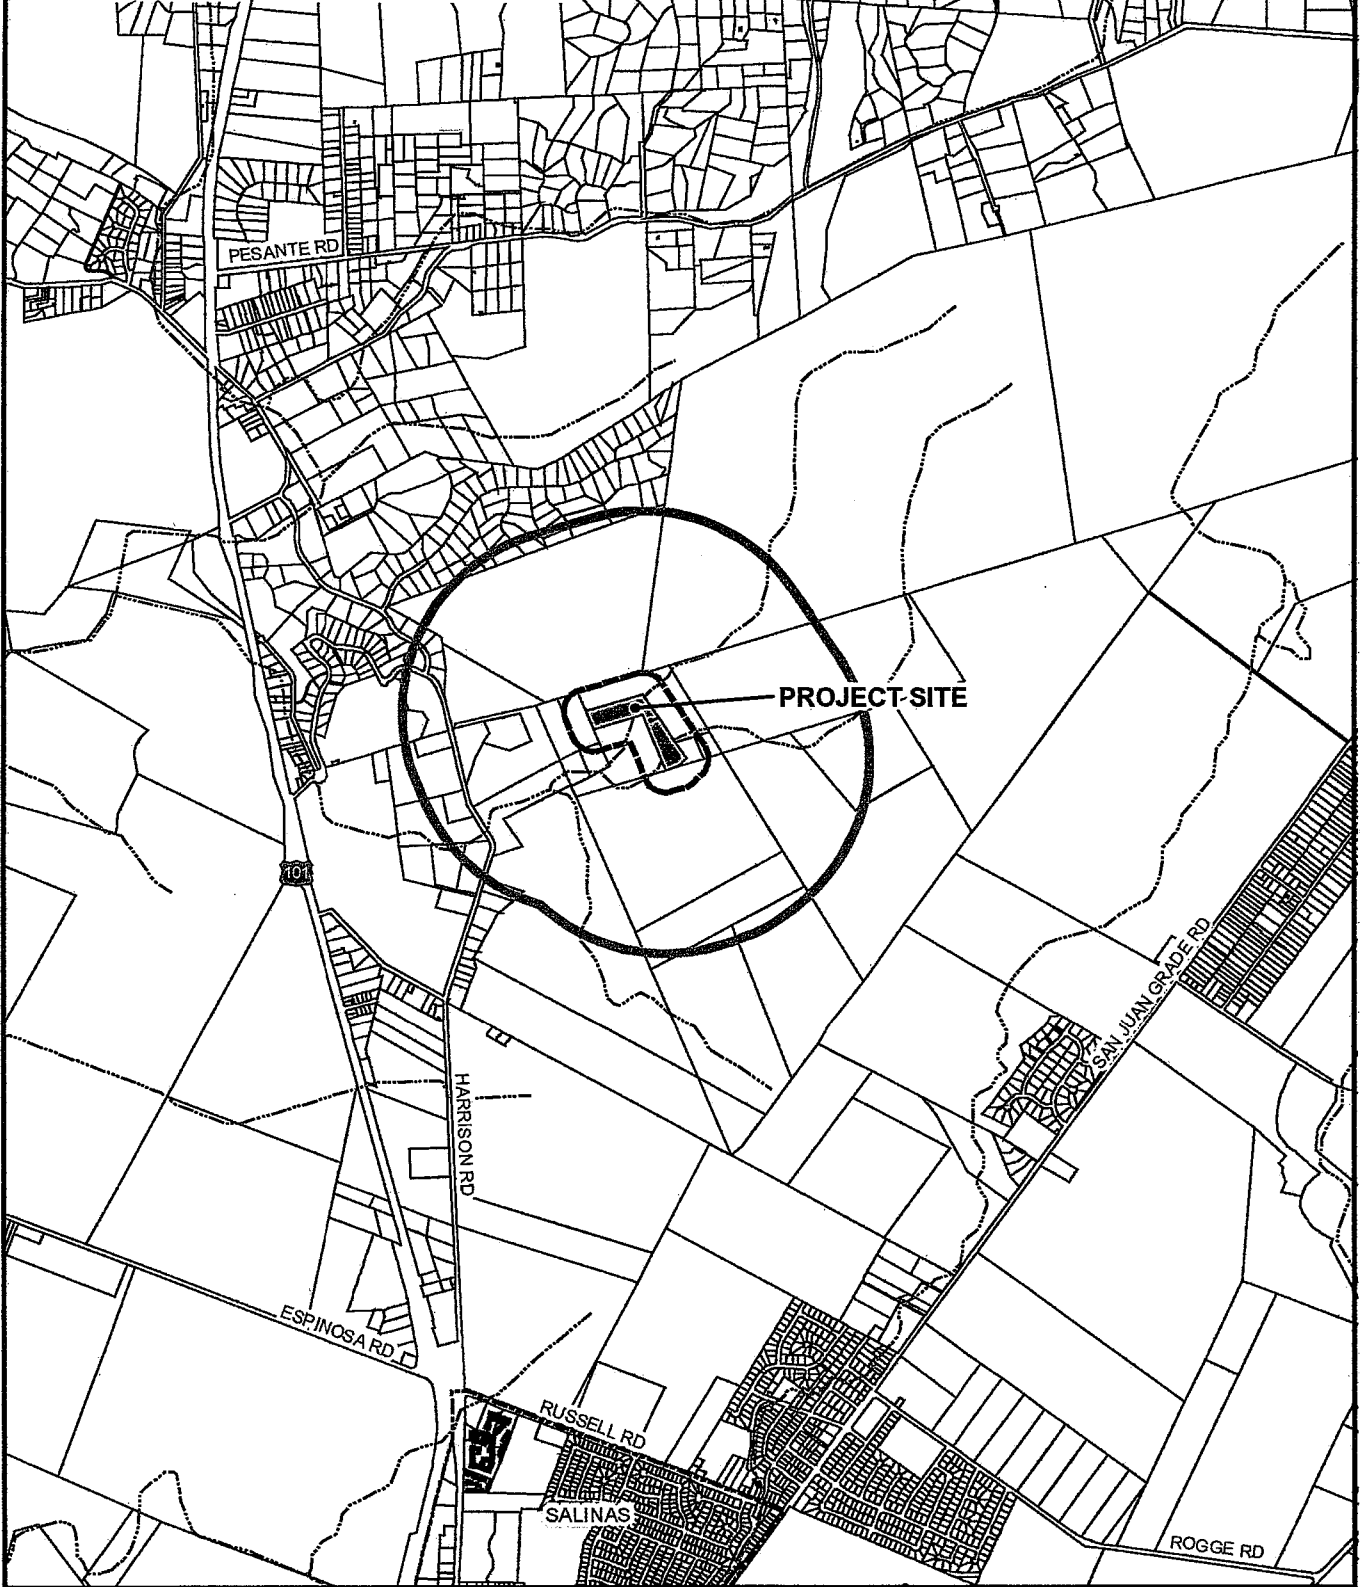 PESANTE RD
PROJECT SITE
101
SAN JUAN GRADE RD
HARRISON RD
ESPINOSA RD
RUSSELL RD
SALINAS
ROGGE RD